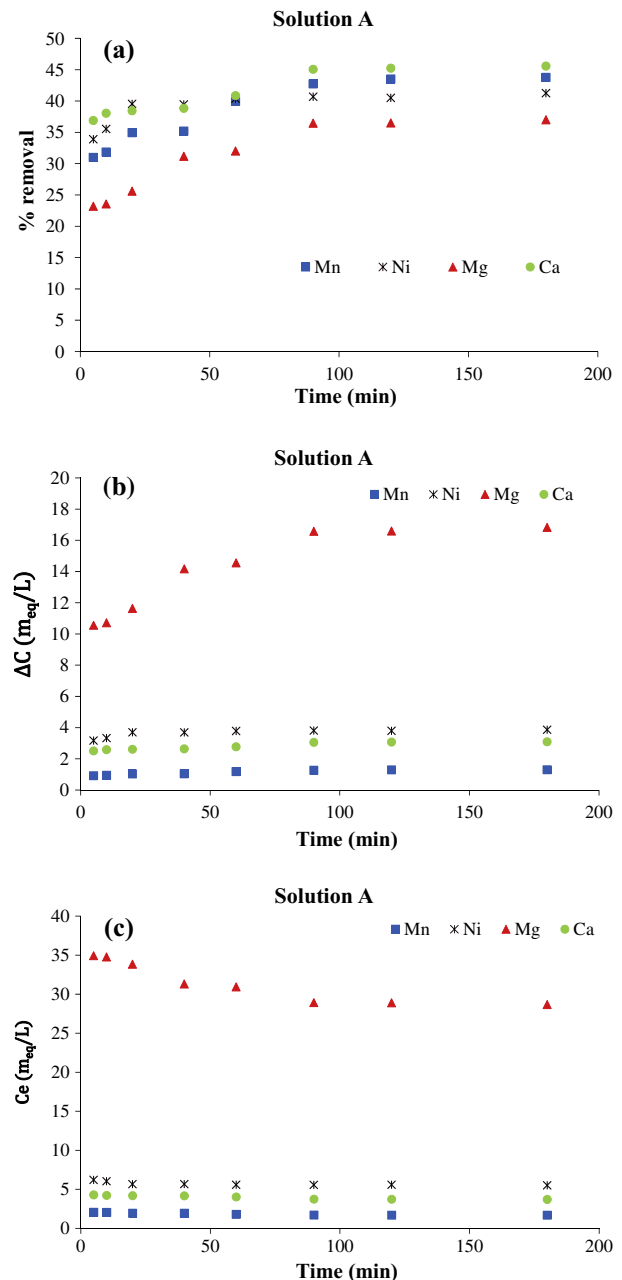 Solution A
(a)
50
45
40
35
30
25
20
15
10
5
0
% removal
Mn Ni Mg Ca
0 50 100 150 200
Time (min)
Solution A
(b)
20
18
16
14
12
10
8
6
4
2
0
ΔC (m_eq/L)
Mn Ni Mg Ca
0 50 100 150 200
Time (min)
Solution A
(c)
40
35
30
25
20
15
10
5
0
Ce (m_eq/L)
Mn Ni Mg Ca
0 50 100 150 200
Time (min)